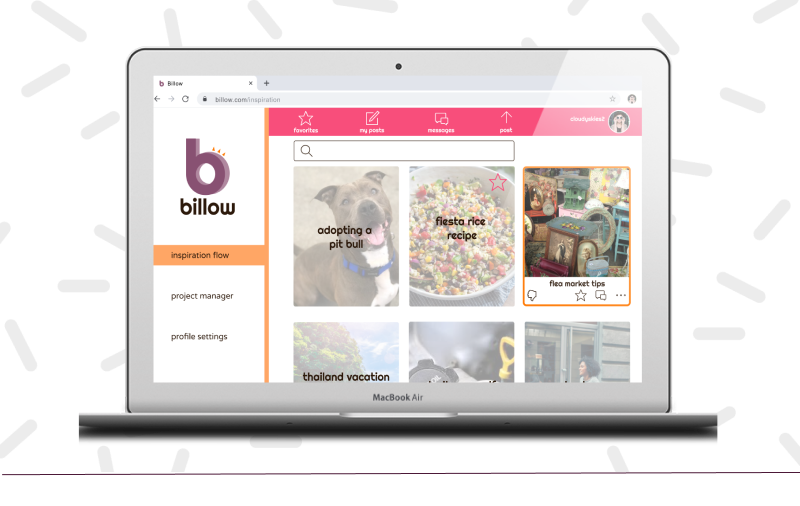 b Billow × +
billow.com/inspiration
favorites my posts messages post
cloudyskies2
b
billow
adopting a
pit bull
fiesta rice
recipe
flea market tips
inspiration flow
project manager
profile settings
thailand vacation
MacBook Air